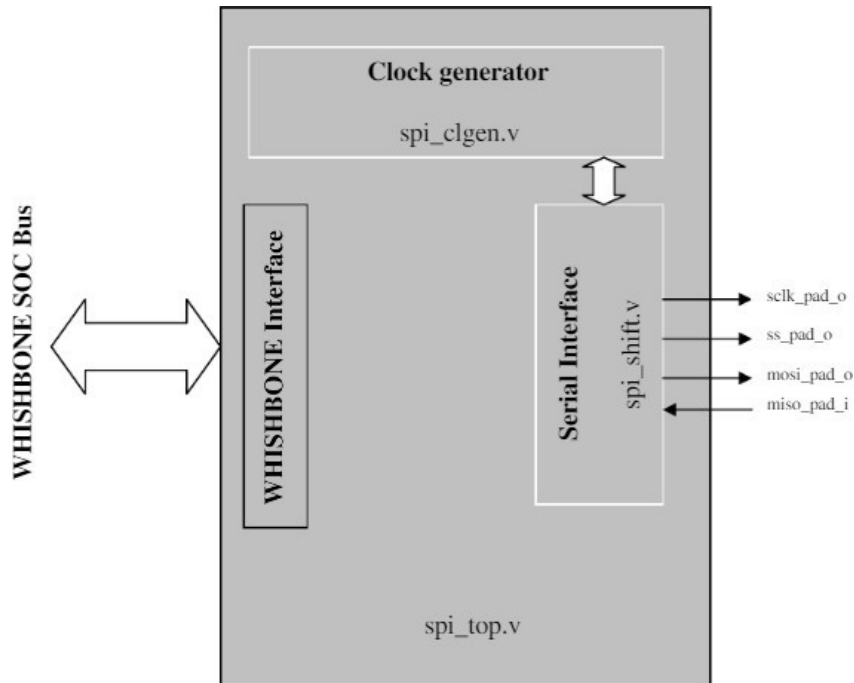 Clock generator
spi_clgen.v
WHISHBONE SOC Bus
WHISHBONE Interface
Serial Interface
spi_shift.v
sclk_pad_o
ss_pad_o
mosi_pad_o
miso_pad_i
spi_top.v